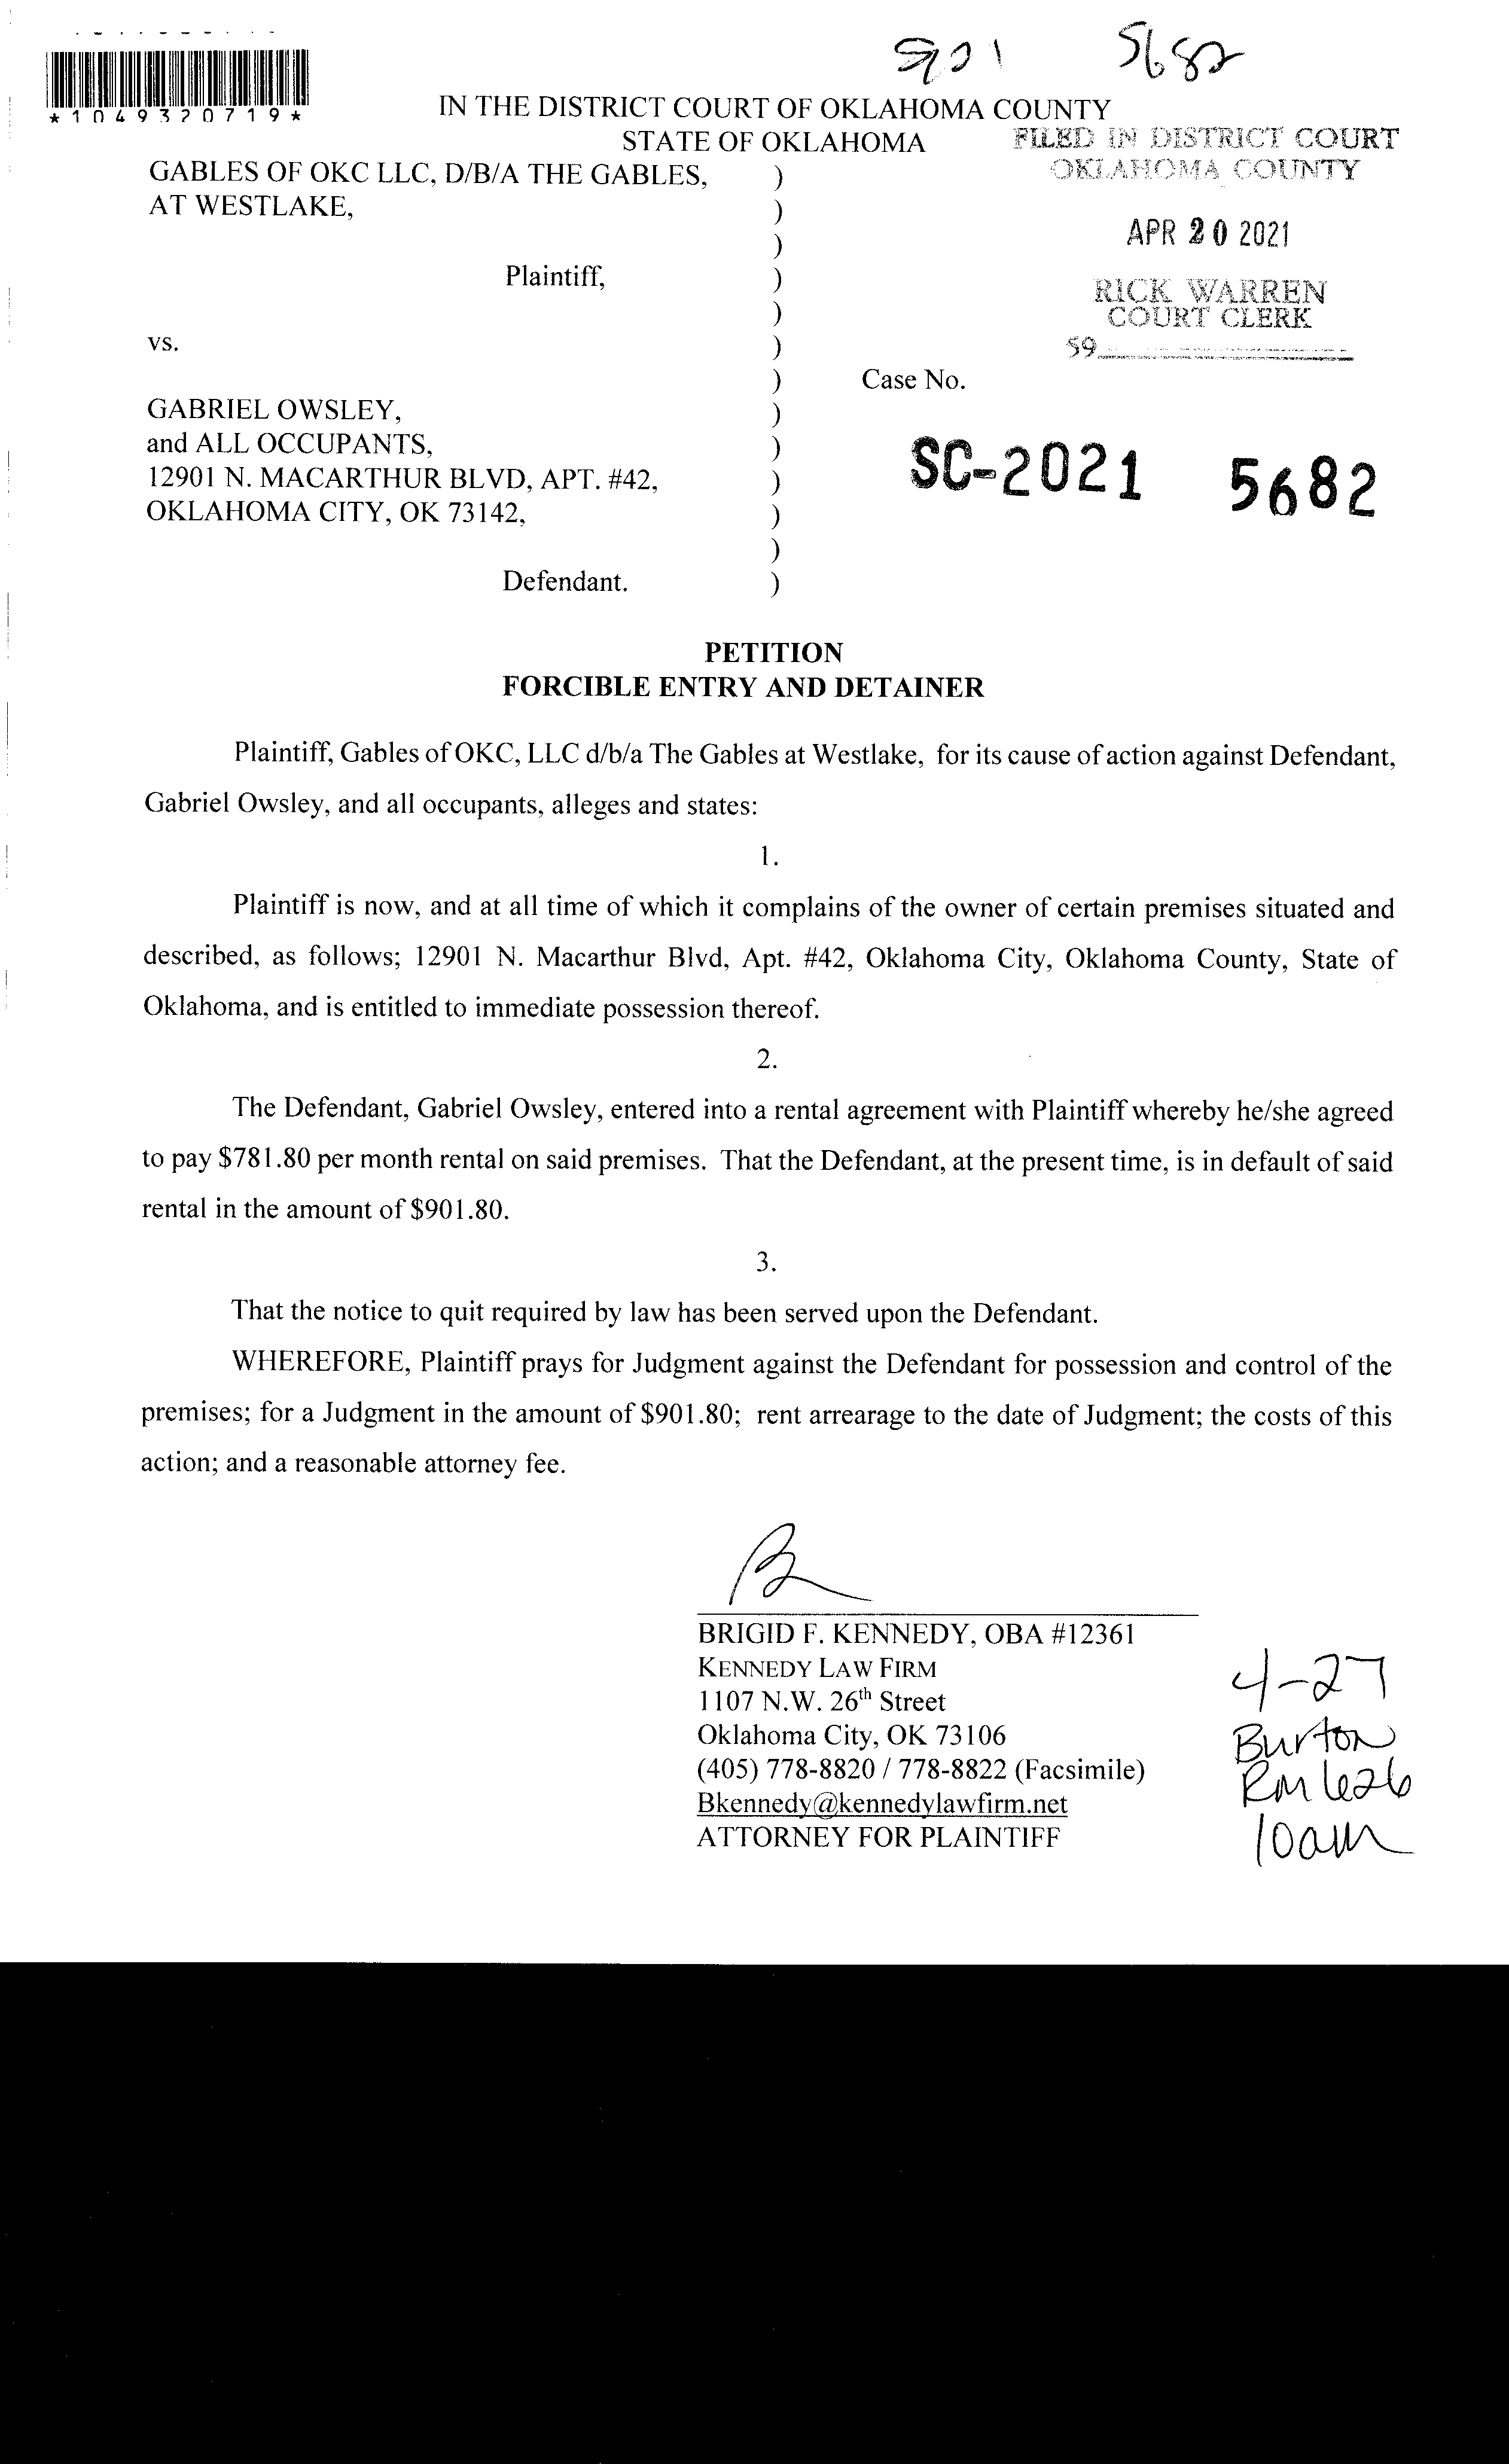 901 5682
*1049320719*
IN THE DISTRICT COURT OF OKLAHOMA COUNTY
STATE OF OKLAHOMA
FILED IN DISTRICT COURT
OKLAHOMA COUNTY
APR 20 2021
RICK WARREN
COURT CLERK
59
GABLES OF OKC LLC, D/B/A THE GABLES, )
AT WESTLAKE, )
)
Plaintiff, )
)
vs. )
) Case No.
GABRIEL OWSLEY, )
and ALL OCCUPANTS, )
12901 N. MACARTHUR BLVD, APT. #42, )
OKLAHOMA CITY, OK 73142, )
)
Defendant. )
SC-2021 5682
PETITION
FORCIBLE ENTRY AND DETAINER
Plaintiff, Gables of OKC, LLC d/b/a The Gables at Westlake, for its cause of action against Defendant,
Gabriel Owsley, and all occupants, alleges and states:
1.
Plaintiff is now, and at all time of which it complains of the owner of certain premises situated and
described, as follows; 12901 N. Macarthur Blvd, Apt. #42, Oklahoma City, Oklahoma County, State of
Oklahoma, and is entitled to immediate possession thereof.
2.
The Defendant, Gabriel Owsley, entered into a rental agreement with Plaintiff whereby he/she agreed
to pay $781.80 per month rental on said premises. That the Defendant, at the present time, is in default of said
rental in the amount of $901.80.
3.
That the notice to quit required by law has been served upon the Defendant.
WHEREFORE, Plaintiff prays for Judgment against the Defendant for possession and control of the
premises; for a Judgment in the amount of $901.80; rent arrearage to the date of Judgment; the costs of this
action; and a reasonable attorney fee.
BRIGID F. KENNEDY, OBA #12361
KENNEDY LAW FIRM
1107 N.W. 26th Street
Oklahoma City, OK 73106
(405) 778-8820 / 778-8822 (Facsimile)
Bkennedy@kennedylawfirm.net
ATTORNEY FOR PLAINTIFF
4-27
Burton
Rm 626
10am